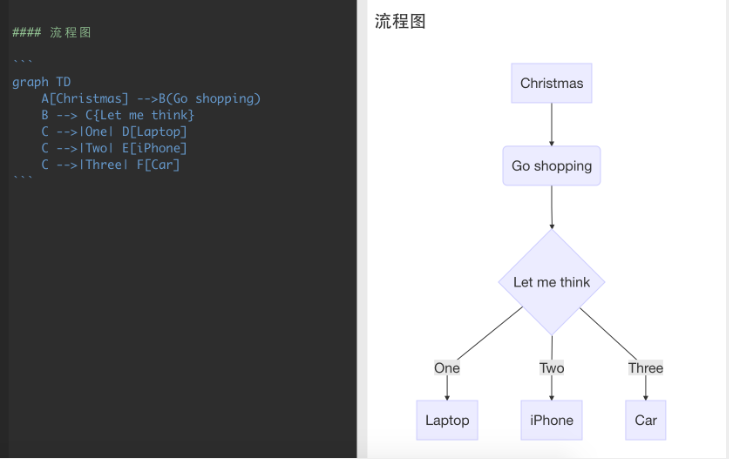 #### 流程图
```
graph TD
    A[Christmas] -->B(Go shopping)
    B --> C{Let me think}
    C -->|One| D[Laptop]
    C -->|Two| E[iPhone]
    C -->|Three| F[Car]
```
流程图
Christmas
Go shopping
Let me think
One Two Three
Laptop iPhone Car